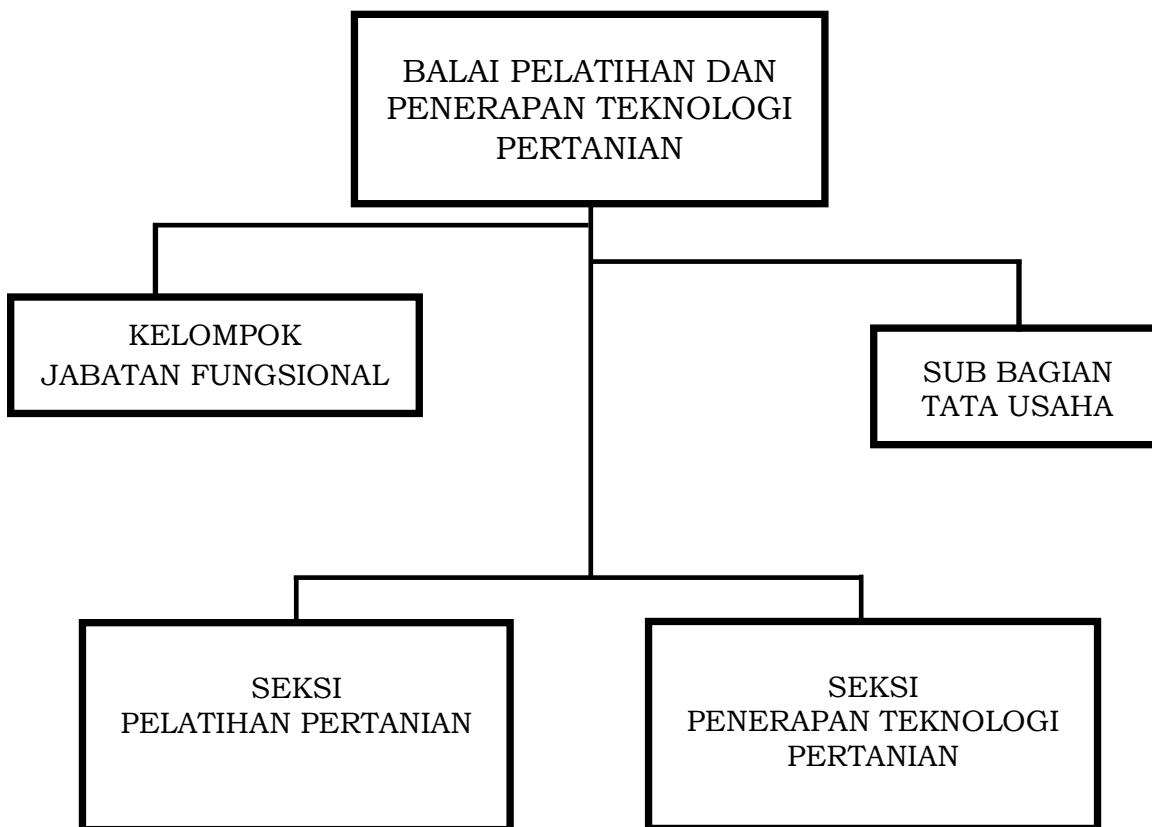 BALAI PELATIHAN DAN
PENERAPAN TEKNOLOGI
PERTANIAN
KELOMPOK
JABATAN FUNGSIONAL
SUB BAGIAN
TATA USAHA
SEKSI
PELATIHAN PERTANIAN
SEKSI
PENERAPAN TEKNOLOGI
PERTANIAN